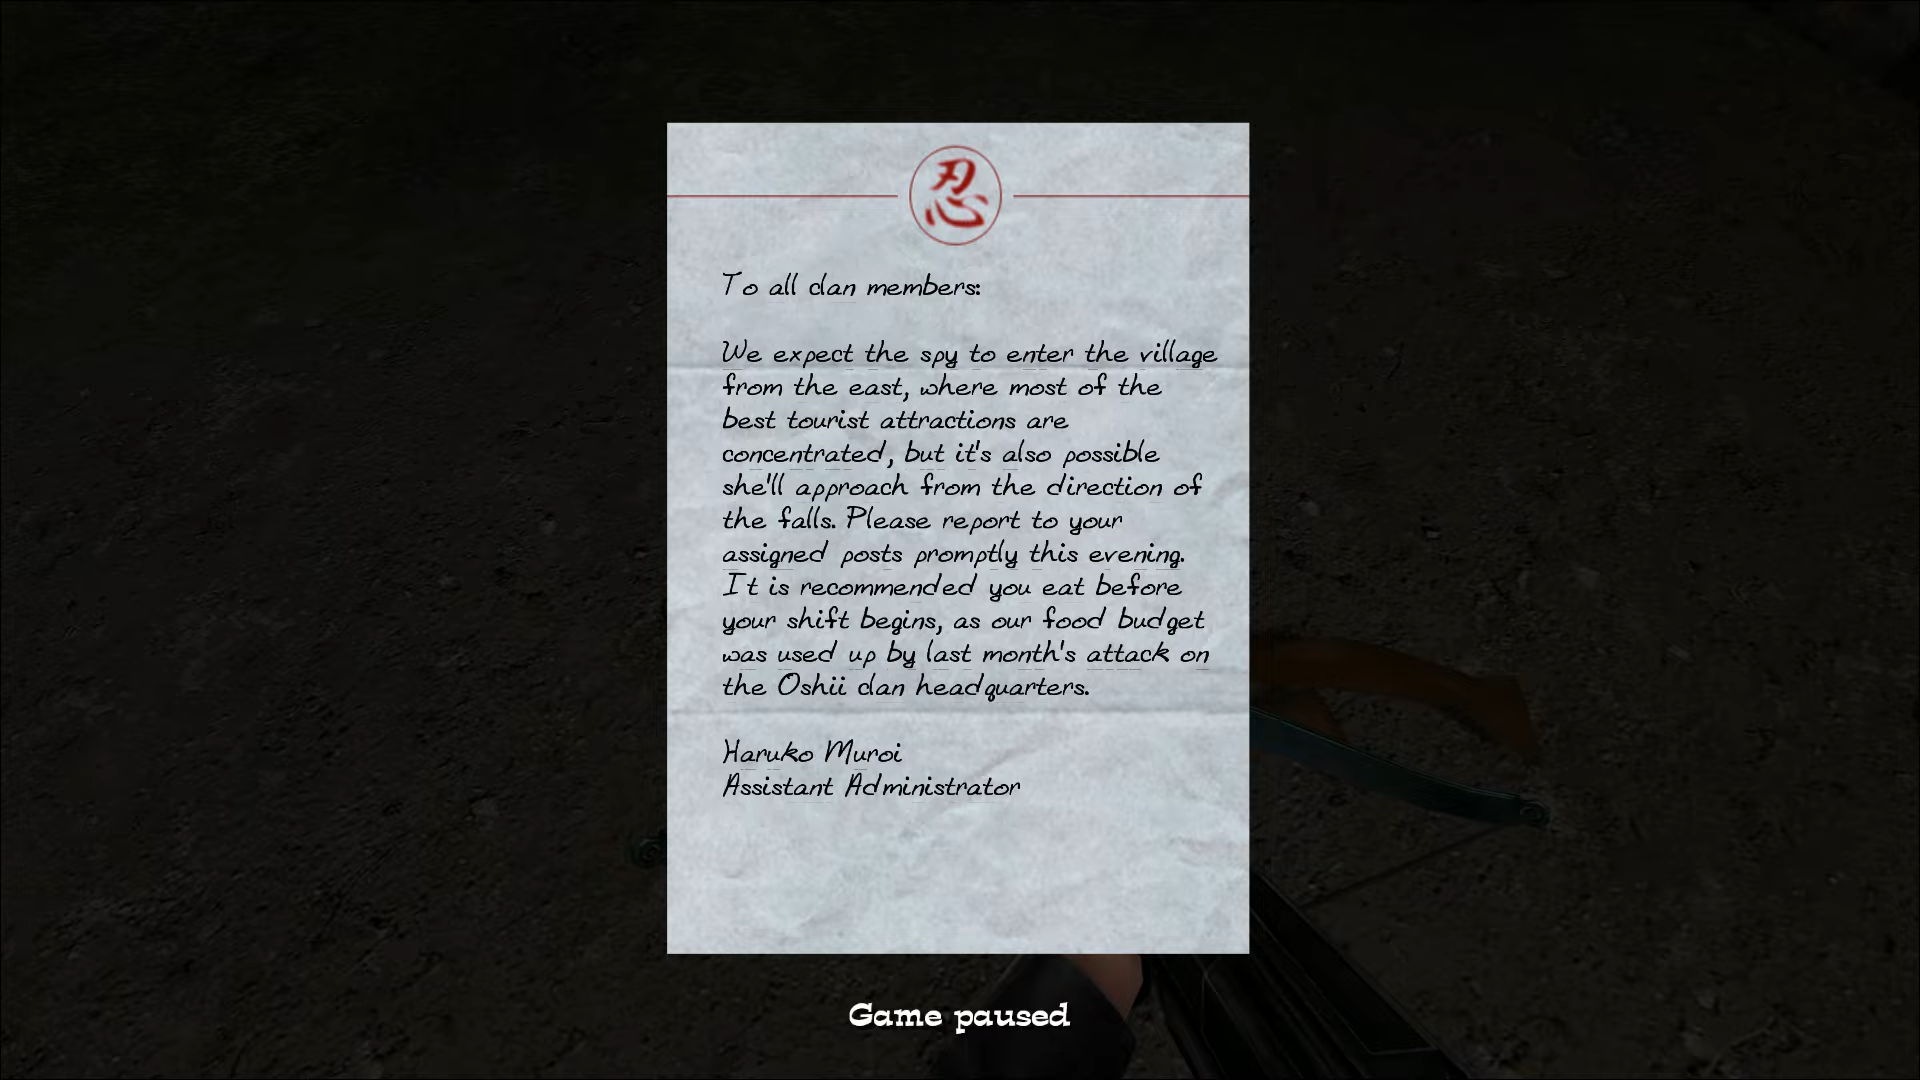 忍
To all clan members:
We expect the spy to enter the village
from the east, where most of the
best tourist attractions are
concentrated, but it's also possible
she'll approach from the direction of
the falls. Please report to your
assigned posts promptly this evening.
It is recommended you eat before
your shift begins, as our food budget
was used up by last month's attack on
the Oshii clan headquarters.
Haruko Muroi
Assistant Administrator
Game paused